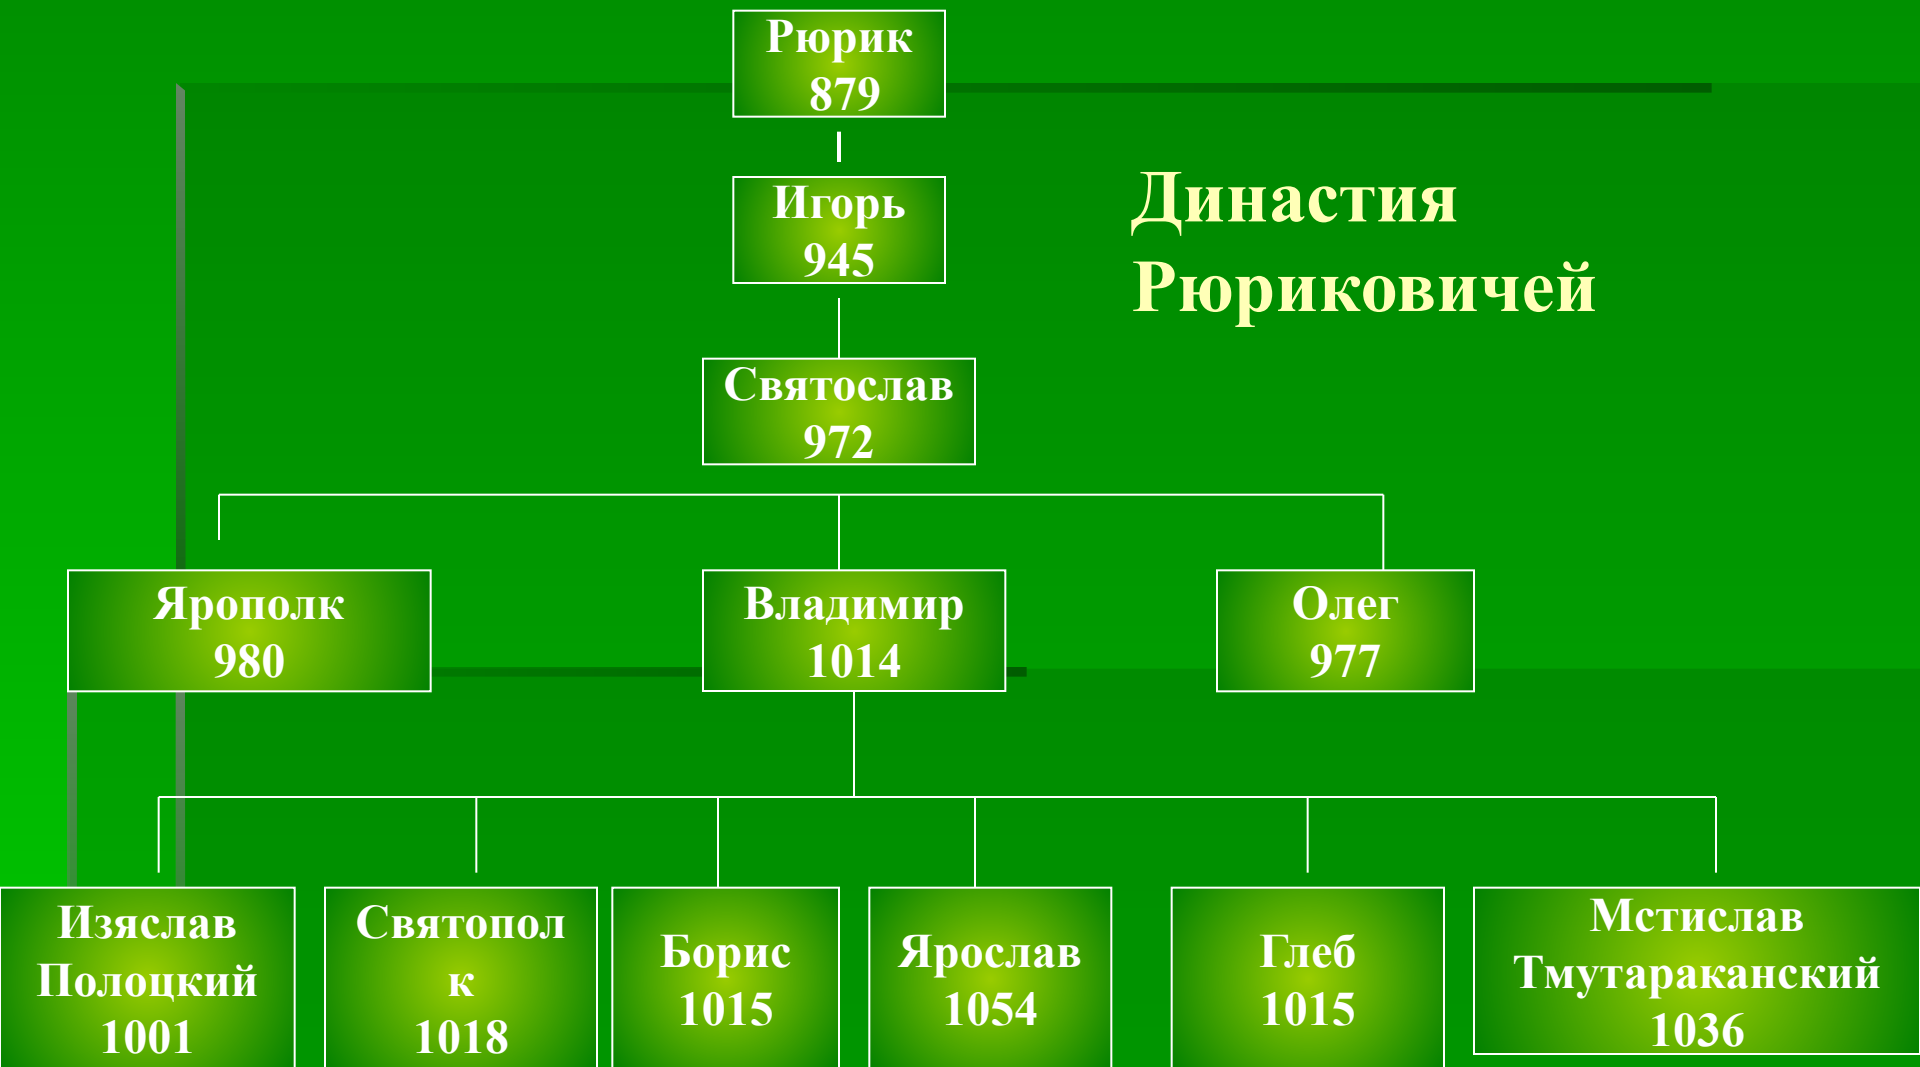 Рюрик
879
Игорь
945
Династия
Рюриковичей
Святослав
972
Ярополк
980
Владимир
1014
Олег
977
Изяслав
Полоцкий
1001
Святопол
к
1018
Борис
1015
Ярослав
1054
Глеб
1015
Мстислав
Тмутараканский
1036